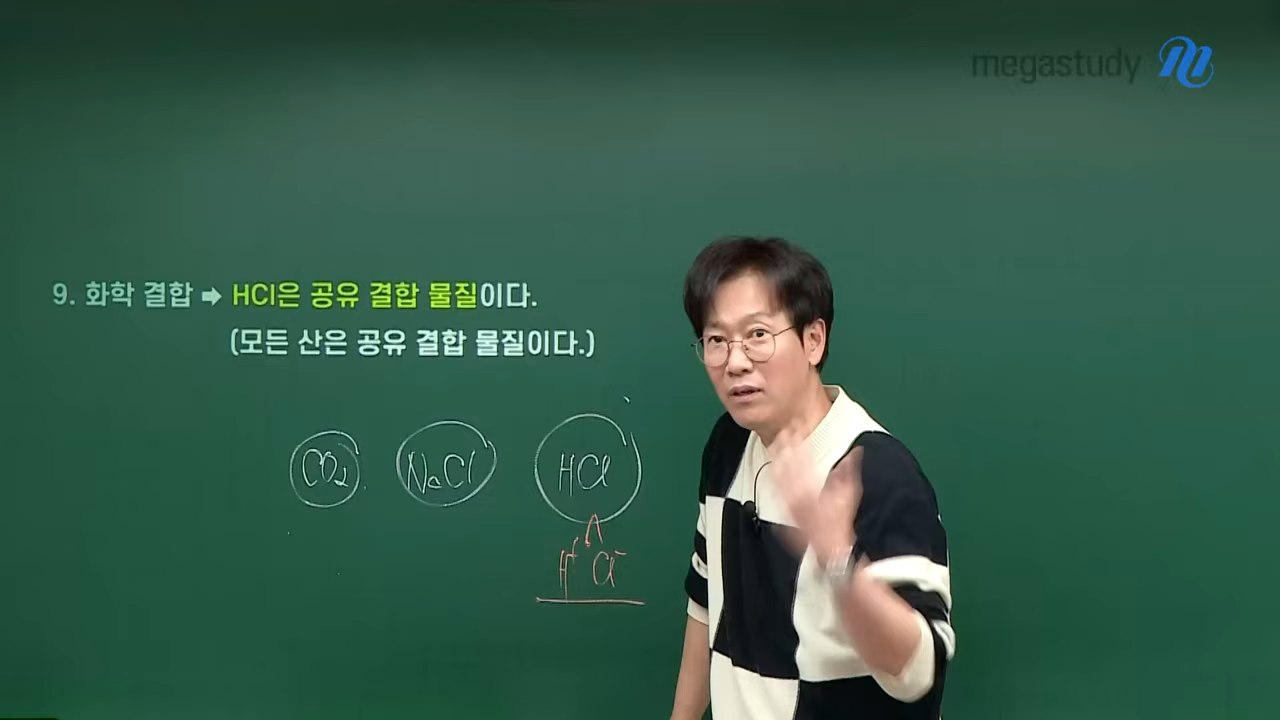 megastudy
9. 화학 결합 ➡ HCl은 공유 결합 물질이다.
(모든 산은 공유 결합 물질이다.)
CO₂ NaCl HCl
H⁺ Cl⁻